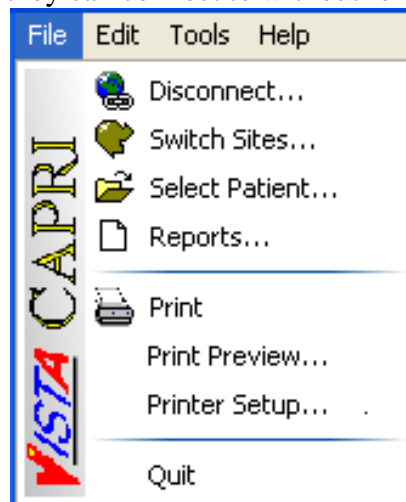 File Edit Tools Help
Disconnect...
Switch Sites...
Select Patient...
Reports...
Print
Print Preview...
Printer Setup... .
Quit
VISTA CAPRI